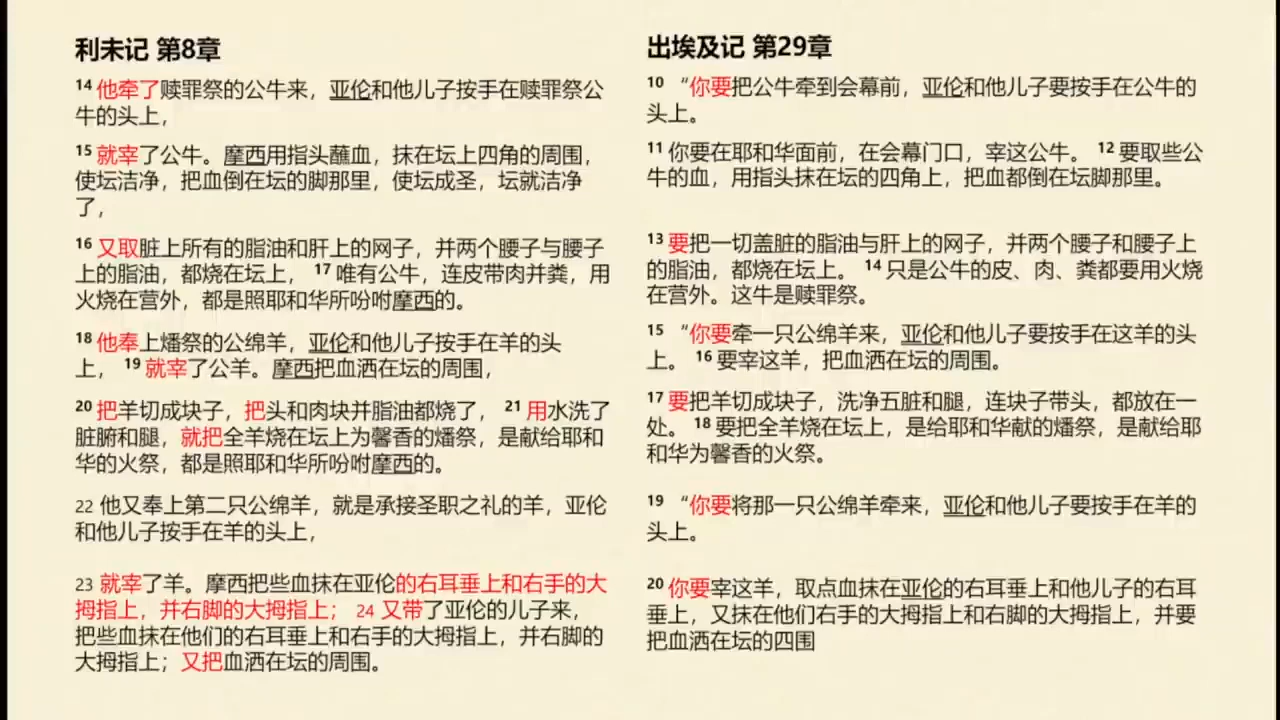 利未记 第8章
14 他牵了赎罪祭的公牛来，亚伦和他儿子按手在赎罪祭公
牛的头上，
15 就宰了公牛。摩西用指头蘸血，抹在坛上四角的周围，
使坛洁净，把血倒在坛的脚那里，使坛成圣，坛就洁净
了，
16 又取脏上所有的脂油和肝上的网子，并两个腰子与腰子
上的脂油，都烧在坛上， 17 唯有公牛，连皮带肉并粪，用
火烧在营外，都是照耶和华所吩咐摩西的。
18 他奉上燔祭的公绵羊，亚伦和他儿子按手在羊的头
上， 19 就宰了公羊。摩西把血洒在坛的周围，
20 把羊切成块子，把头和肉块并脂油都烧了， 21 用水洗了
脏腑和腿，就把全羊烧在坛上为馨香的燔祭，是献给耶和
华的火祭，都是照耶和华所吩咐摩西的。
22 他又奉上第二只公绵羊，就是承接圣职之礼的羊，亚伦
和他儿子按手在羊的头上，
23 就宰了羊。摩西把些血抹在亚伦的右耳垂上和右手的大
拇指上，并右脚的大拇指上； 24 又带了亚伦的儿子来，
把些血抹在他们的右耳垂上和右手的大拇指上，并右脚的
大拇指上；又把血洒在坛的周围。
出埃及记 第29章
10 “你要把公牛牵到会幕前，亚伦和他儿子要按手在公牛的
头上。
11 你要在耶和华面前，在会幕门口，宰这公牛。 12 要取些公
牛的血，用指头抹在坛的四角上，把血都倒在坛脚那里。
13 要把一切盖脏的脂油与肝上的网子，并两个腰子和腰子上
的脂油，都烧在坛上。 14 只是公牛的皮、肉、粪都要用火烧
在营外。这牛是赎罪祭。
15 “你要牵一只公绵羊来，亚伦和他儿子要按手在这羊的头
上。 16 要宰这羊，把血洒在坛的周围。
17 要把羊切成块子，洗净五脏和腿，连块子带头，都放在一
处。 18 要把全羊烧在坛上，是给耶和华献的燔祭，是献给耶
和华为馨香的火祭。
19 “你要将那一只公绵羊牵来，亚伦和他儿子要按手在羊的
头上。
20 你要宰这羊，取点血抹在亚伦的右耳垂上和他儿子的右耳
垂上，又抹在他们右手的大拇指上和右脚的大拇指上，并要
把血洒在坛的四围